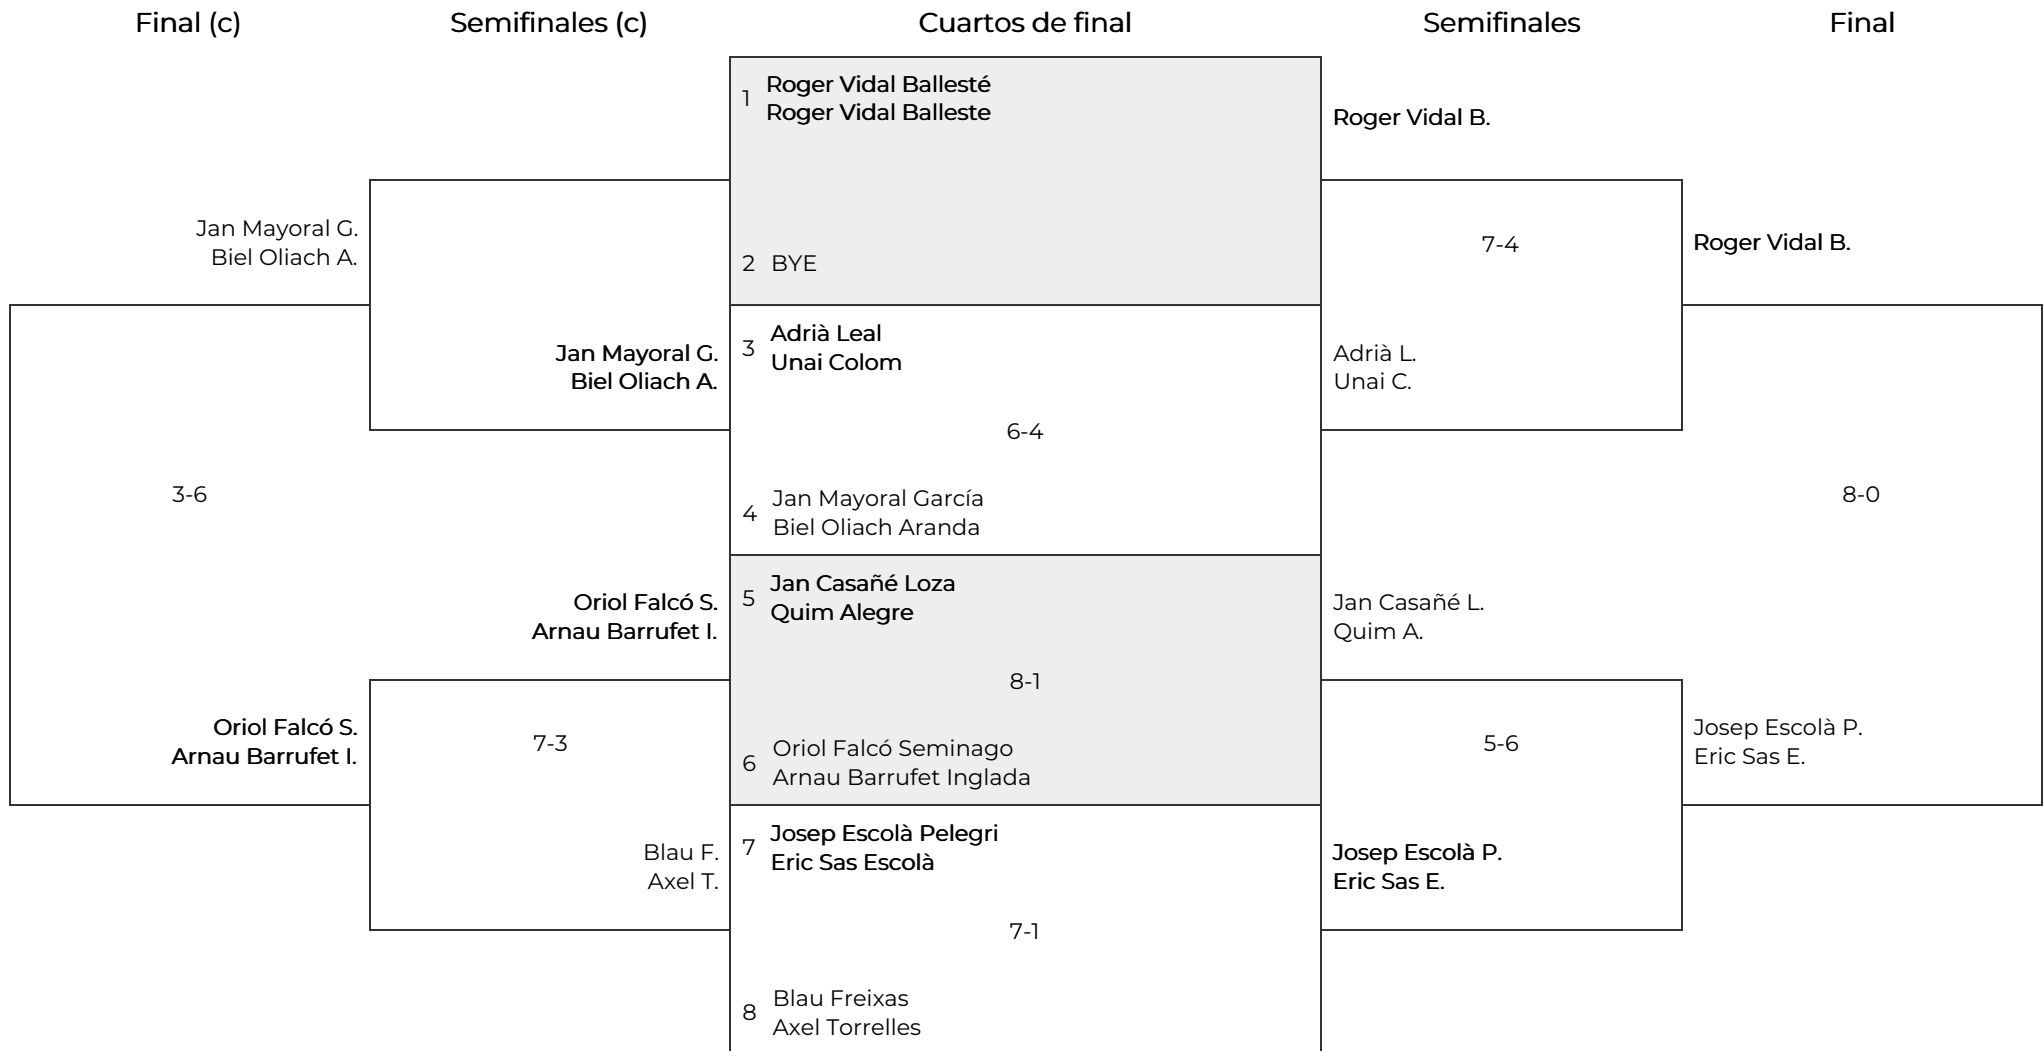 Final (c)
Semifinales (c)
Cuartos de final
Semifinales
Final
Jan Mayoral G.
Biel Oliach A.
3-6
Oriol Falcó S.
Arnau Barrufet I.
Jan Mayoral G.
Biel Oliach A.
Oriol Falcó S.
Arnau Barrufet I.
7-3
Blau F.
Axel T.
1 Roger Vidal Ballesté
Roger Vidal Balleste
2 BYE
3 Adrià Leal
Unai Colom
6-4
4 Jan Mayoral García
Biel Oliach Aranda
5 Jan Casañé Loza
Quim Alegre
8-1
6 Oriol Falcó Seminago
Arnau Barrufet Inglada
7 Josep Escolà Pelegri
Eric Sas Escolà
7-1
8 Blau Freixas
Axel Torrelles
Roger Vidal B.
7-4
Adrià L.
Unai C.
Jan Casañé L.
Quim A.
5-6
Josep Escolà P.
Eric Sas E.
Roger Vidal B.
8-0
Josep Escolà P.
Eric Sas E.